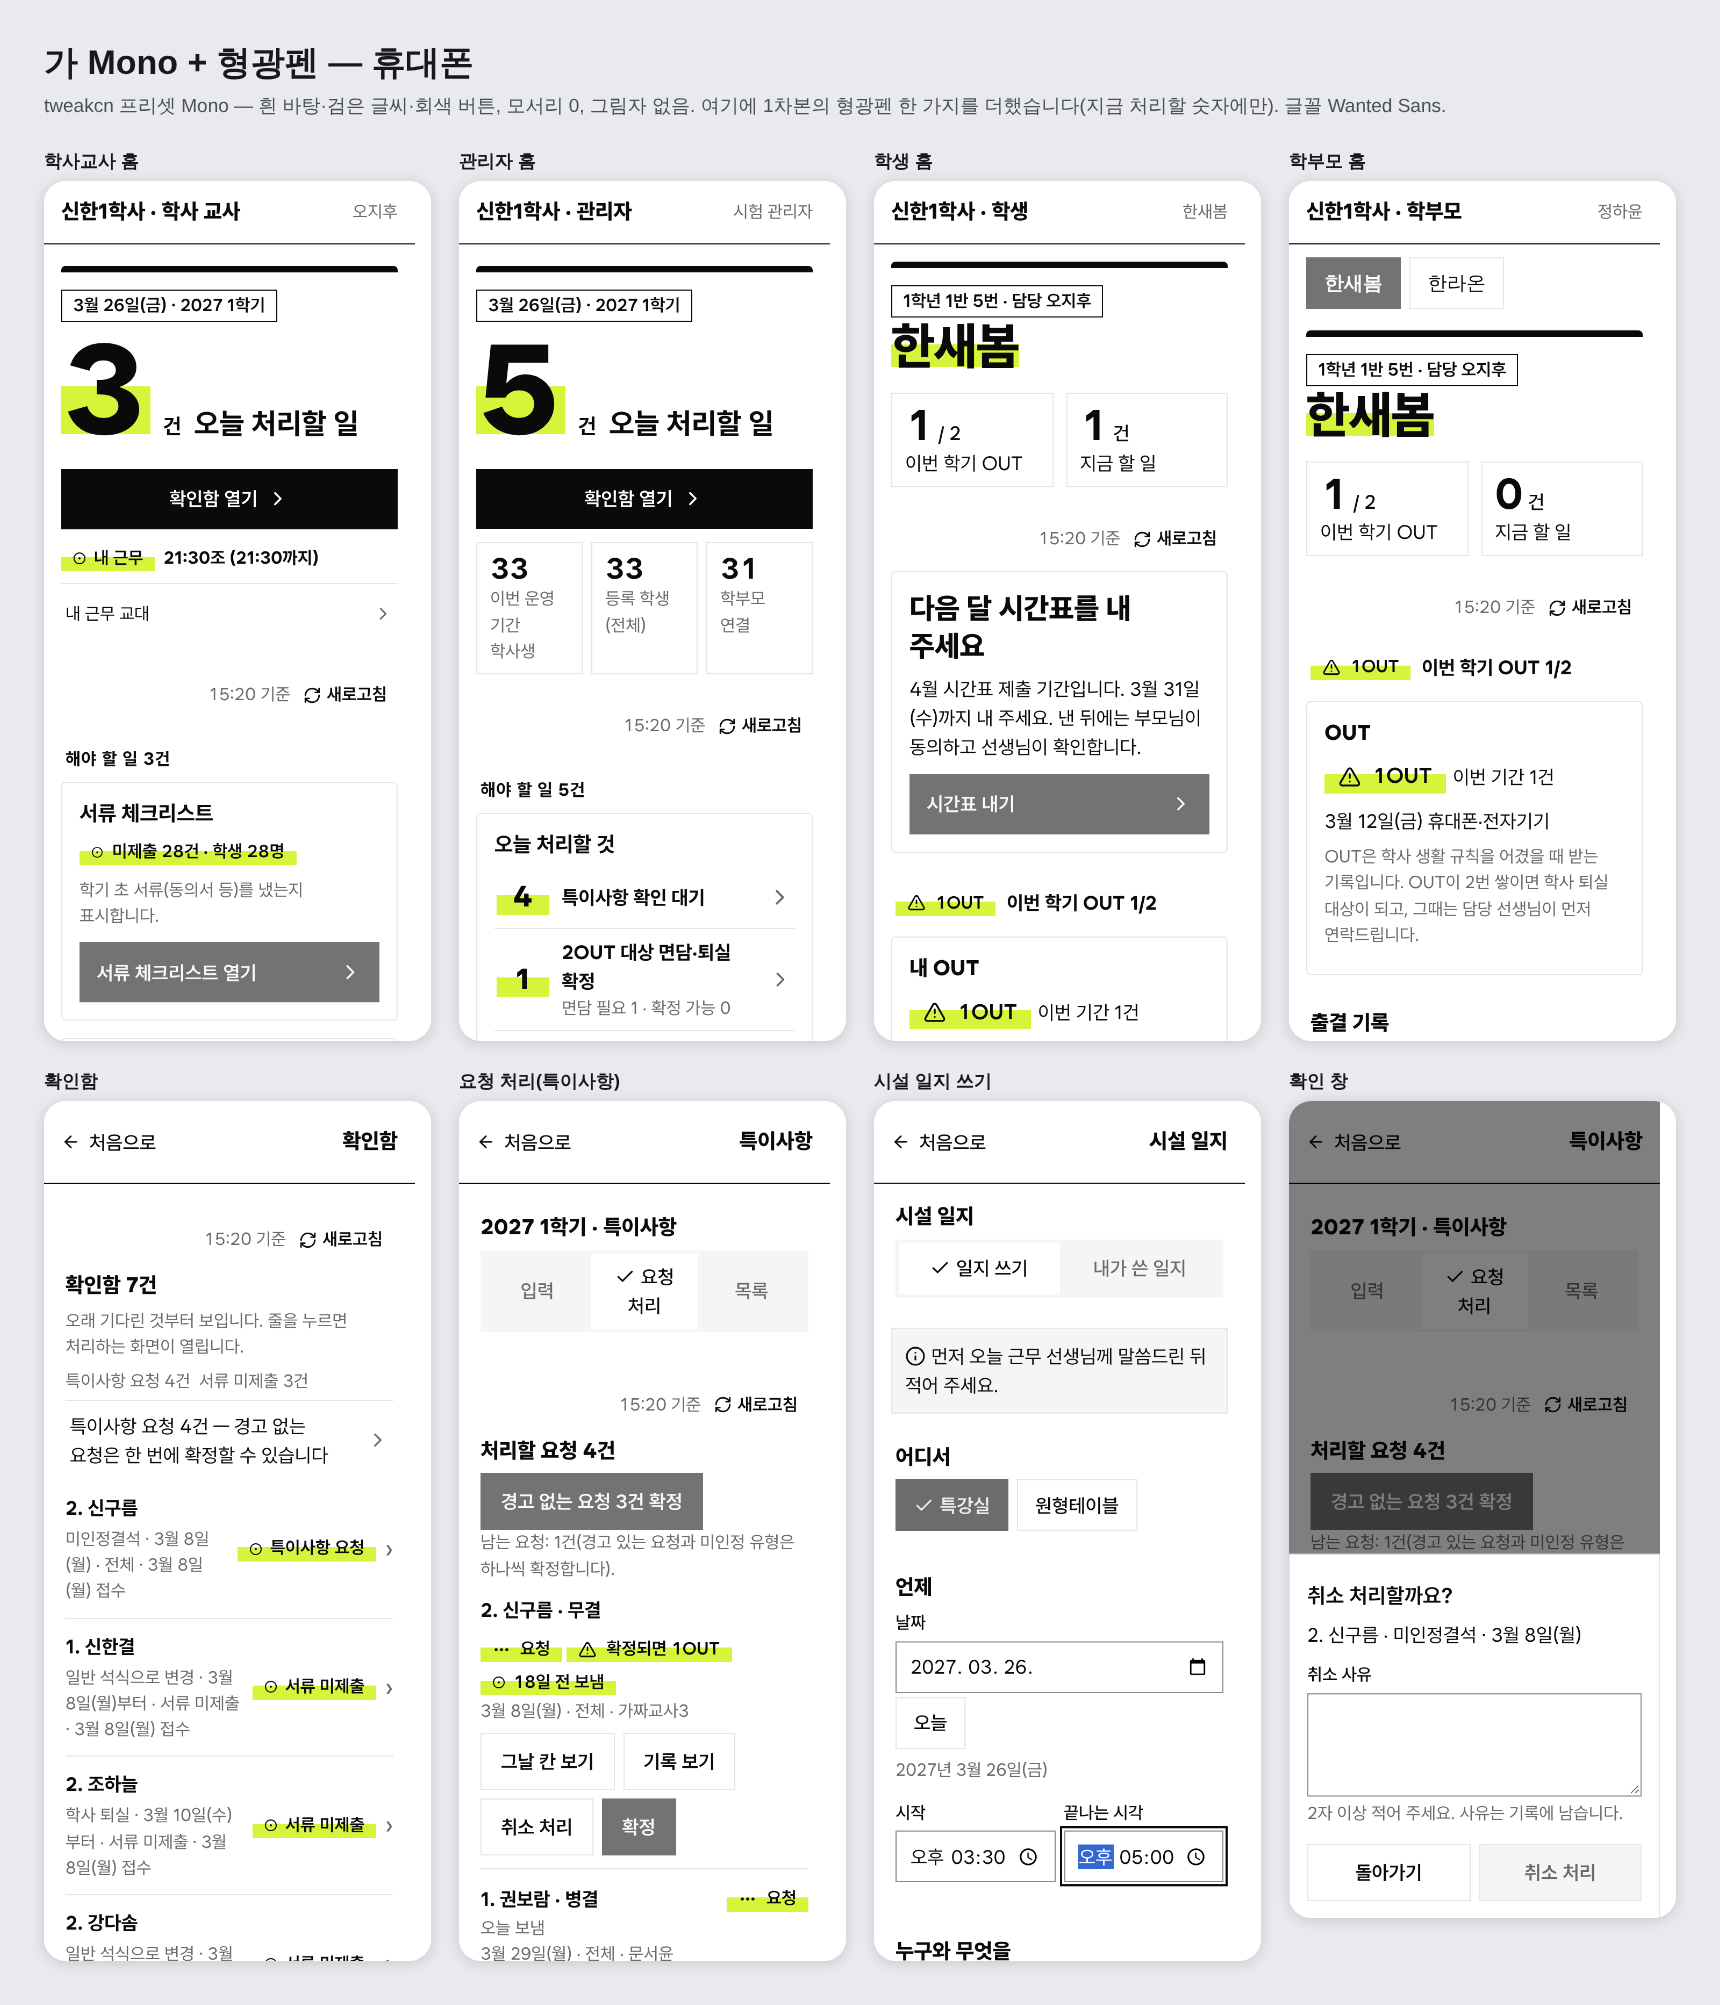 가 Mono + 형광펜 — 휴대폰
tweakcn 프리셋 Mono — 흰 바탕·검은 글씨·회색 버튼, 모서리 0, 그림자 없음. 여기에 1차본의 형광펜 한 가지를 더했습니다(지금 처리할 숫자에만). 글꼴 Wanted Sans.
학사교사 홈
신한1학사 · 학사 교사
오지후
3월 26일(금) · 2027 1학기
3 건 오늘 처리할 일
확인함 열기
내 근무 21:30조 (21:30까지)
내 근무 교대
15:20 기준 새로고침
해야 할 일 3건
서류 체크리스트
미제출 28건 · 학생 28명
학기 초 서류(동의서 등)를 냈는지
표시합니다.
서류 체크리스트 열기
관리자 홈
신한1학사 · 관리자
시험 관리자
3월 26일(금) · 2027 1학기
5 건 오늘 처리할 일
확인함 열기
33
이번 운영
기간
학사생
33
등록 학생
(전체)
31
학부모
연결
15:20 기준 새로고침
해야 할 일 5건
오늘 처리할 것
4 특이사항 확인 대기
1 2OUT 대상 면담·퇴실
확정
면담 필요 1 · 확정 가능 0
학생 홈
신한1학사 · 학생
한새봄
1학년 1반 5번 · 담당 오지후
한새봄
1 / 2
이번 학기 OUT
1 건
지금 할 일
15:20 기준 새로고침
다음 달 시간표를 내
주세요
4월 시간표 제출 기간입니다. 3월 31일
(수)까지 내 주세요. 낸 뒤에는 부모님이
동의하고 선생님이 확인합니다.
시간표 내기
1OUT 이번 학기 OUT 1/2
내 OUT
1OUT 이번 기간 1건
학부모 홈
신한1학사 · 학부모
정하윤
한새봄 한라온
1학년 1반 5번 · 담당 오지후
한새봄
1 / 2
이번 학기 OUT
0 건
지금 할 일
15:20 기준 새로고침
1OUT 이번 학기 OUT 1/2
OUT
1OUT 이번 기간 1건
3월 12일(금) 휴대폰·전자기기
OUT은 학사 생활 규칙을 어겼을 때 받는
기록입니다. OUT이 2번 쌓이면 학사 퇴실
대상이 되고, 그때는 담당 선생님이 먼저
연락드립니다.
출결 기록
확인함
← 처음으로
확인함
15:20 기준 새로고침
확인함 7건
오래 기다린 것부터 보입니다. 줄을 누르면
처리하는 화면이 열립니다.
특이사항 요청 4건 서류 미제출 3건
특이사항 요청 4건 — 경고 없는
요청은 한 번에 확정할 수 있습니다
2. 신구름
미인정결석 · 3월 8일
(월) · 전체 · 3월 8일
(월) 접수
특이사항 요청
1. 신한결
일반 석식으로 변경 · 3월
8일(월)부터 · 서류 미제출
· 3월 8일(월) 접수
서류 미제출
2. 조하늘
학사 퇴실 · 3월 10일(수)
부터 · 서류 미제출 · 3월
8일(월) 접수
서류 미제출
2. 강다솜
일반 석식으로 변경 · 3월
서류 미제출
요청 처리(특이사항)
← 처음으로
특이사항
2027 1학기 · 특이사항
입력
✓ 요청
처리
목록
15:20 기준 새로고침
처리할 요청 4건
경고 없는 요청 3건 확정
남는 요청: 1건(경고 있는 요청과 미인정 유형은
하나씩 확정합니다).
2. 신구름 · 무결
··· 요청 확정되면 1OUT
18일 전 보냄
3월 8일(월) · 전체 · 가짜교사3
그날 칸 보기 기록 보기
취소 처리 확정
1. 권보람 · 병결
··· 요청
오늘 보냄
3월 29일(월) · 전체 · 문서윤
시설 일지 쓰기
← 처음으로
시설 일지
시설 일지
✓ 일지 쓰기 내가 쓴 일지
먼저 오늘 근무 선생님께 말씀드린 뒤
적어 주세요.
어디서
✓ 특강실 원형테이블
언제
날짜
2027. 03. 26.
오늘
2027년 3월 26일(금)
시작 끝나는 시각
오후 03:30 오후 05:00
누구와 무엇을
확인 창
← 처음으로
특이사항
2027 1학기 · 특이사항
입력
✓ 요청
처리
목록
15:20 기준 새로고침
처리할 요청 4건
경고 없는 요청 3건 확정
남는 요청: 1건(경고 있는 요청과 미인정 유형은
취소 처리할까요?
2. 신구름 · 미인정결석 · 3월 8일(월)
취소 사유
2자 이상 적어 주세요. 사유는 기록에 남습니다.
돌아가기 취소 처리